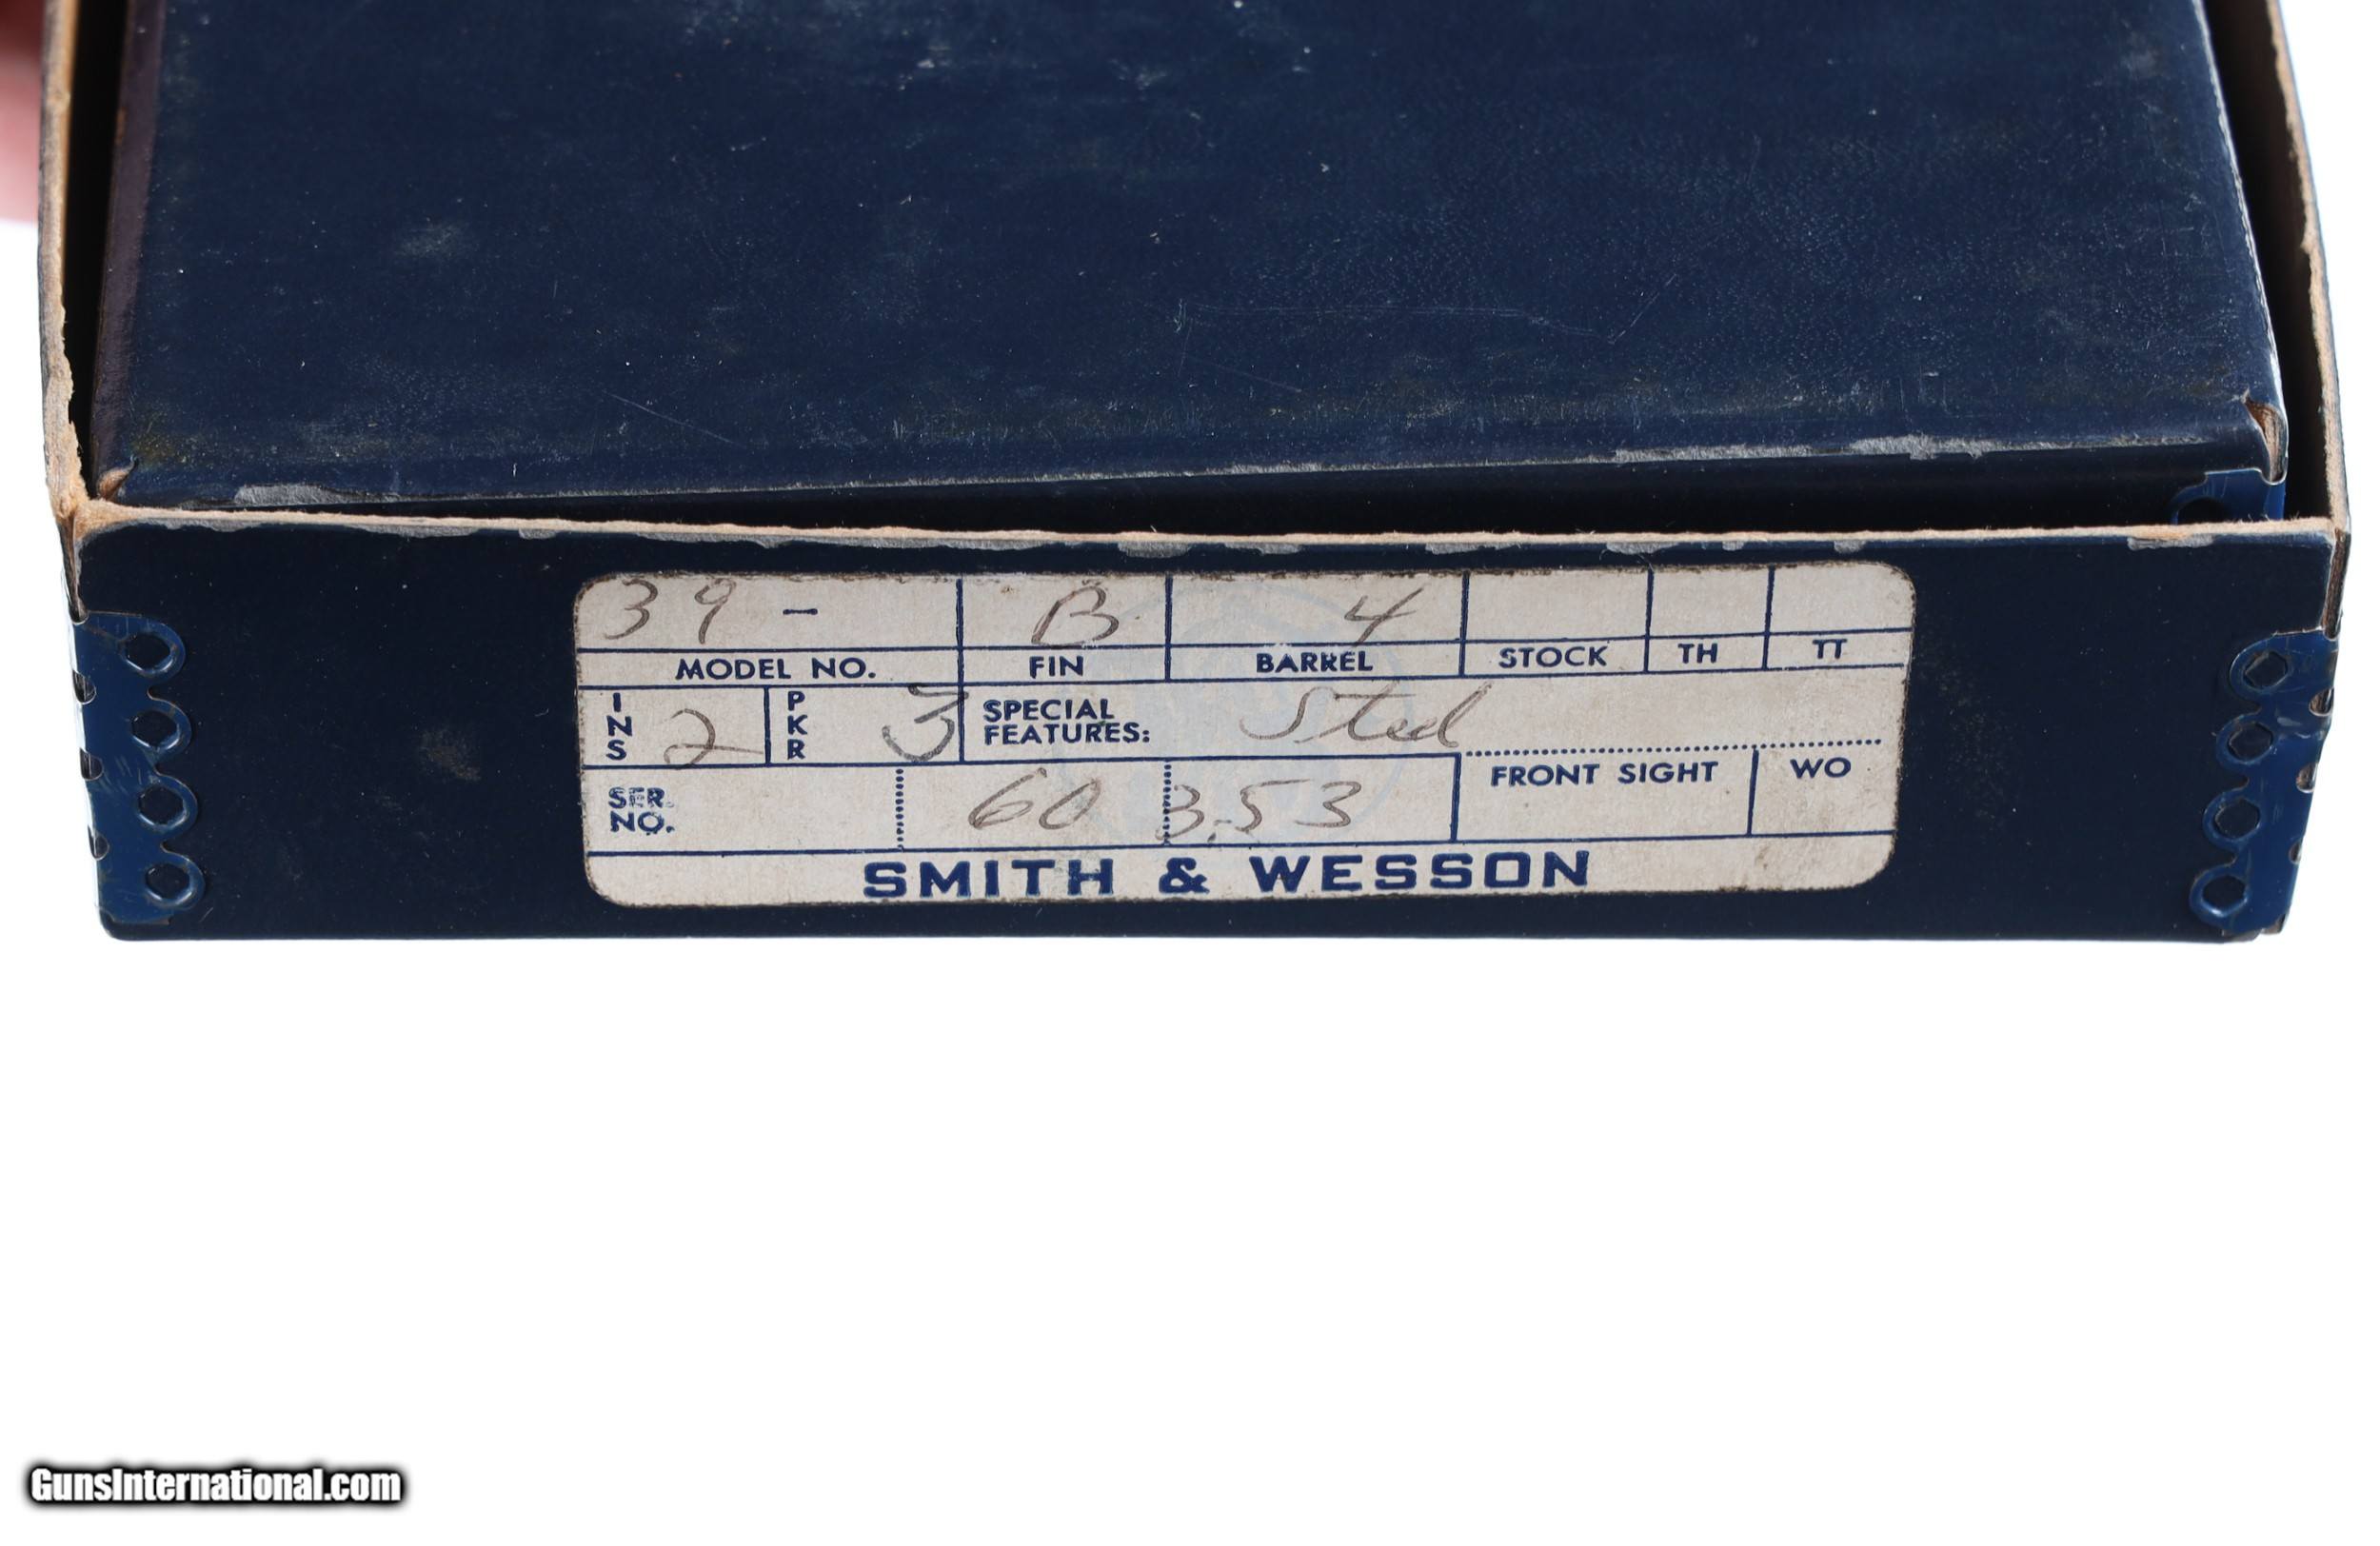 39 - B 4
MODEL NO. FIN BARREL STOCK TH TT
INS 2 PKR 3 SPECIAL FEATURES: Steel
SER. NO. 60 353 FRONT SIGHT WO
SMITH & WESSON
GunsInternational.com